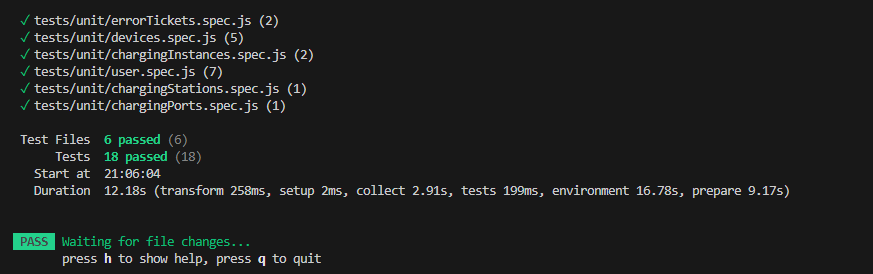 ✓ tests/unit/errorTickets.spec.js (2)
✓ tests/unit/devices.spec.js (5)
✓ tests/unit/chargingInstances.spec.js (2)
✓ tests/unit/user.spec.js (7)
✓ tests/unit/chargingStations.spec.js (1)
✓ tests/unit/chargingPorts.spec.js (1)
Test Files 6 passed (6)
Tests 18 passed (18)
Start at 21:06:04
Duration 12.18s (transform 258ms, setup 2ms, collect 2.91s, tests 199ms, environment 16.78s, prepare 9.17s)
PASS Waiting for file changes...
press h to show help, press q to quit